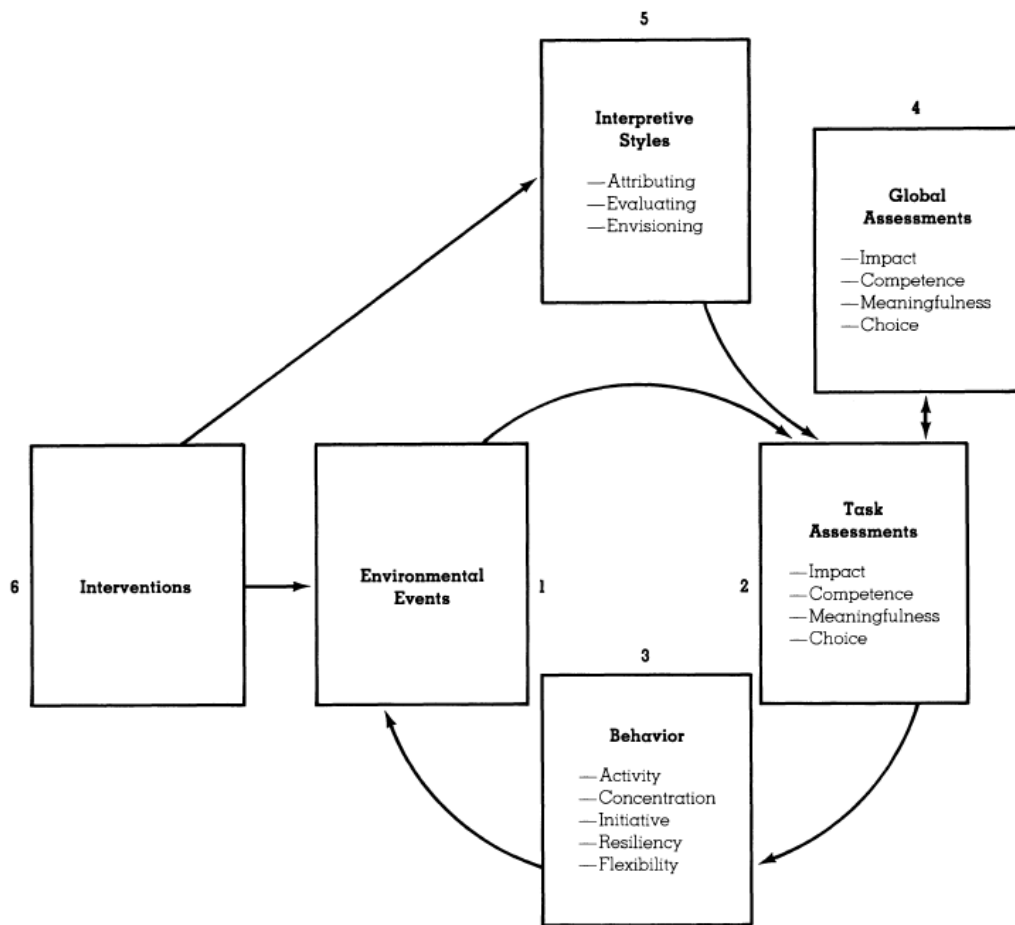 5
Interpretive
Styles
—Attributing
—Evaluating
—Envisioning
4
Global
Assessments
—Impact
—Competence
—Meaningfulness
—Choice
6
Interventions
Environmental
Events
1
2
Task
Assessments
—Impact
—Competence
—Meaningfulness
—Choice
3
Behavior
—Activity
—Concentration
—Initiative
—Resiliency
—Flexibility